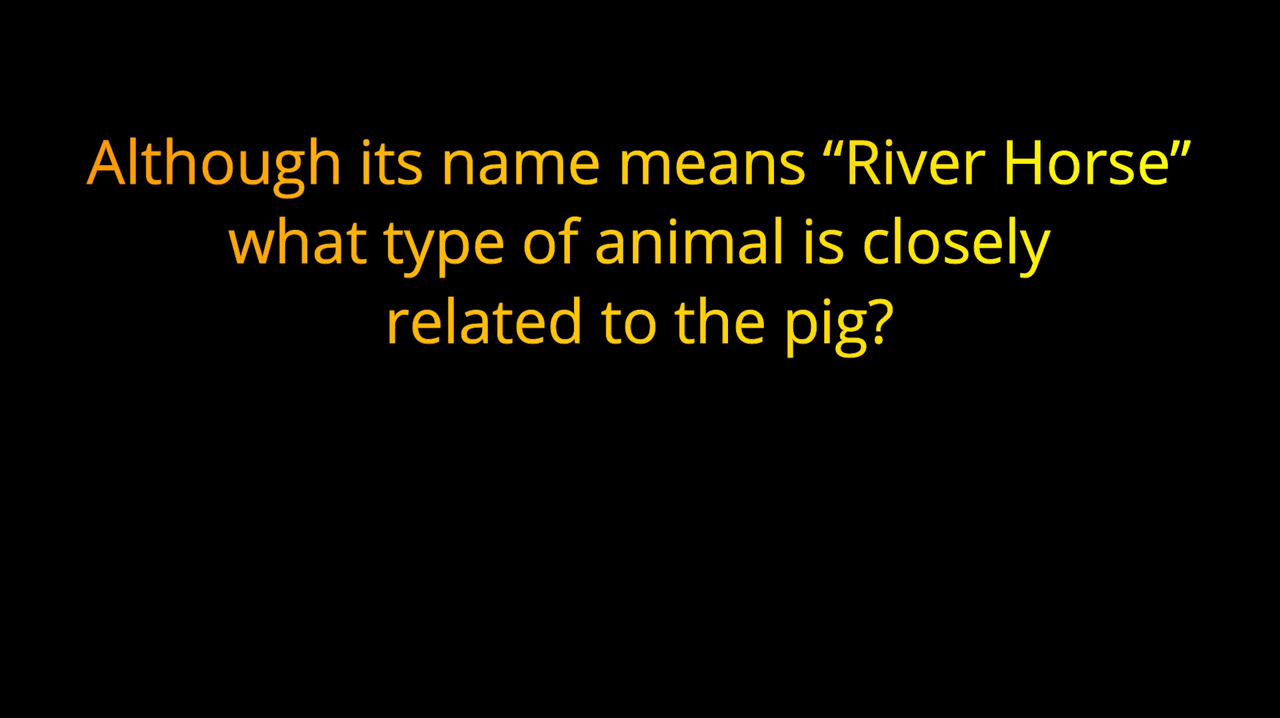 Although its name means “River Horse”
what type of animal is closely
related to the pig?